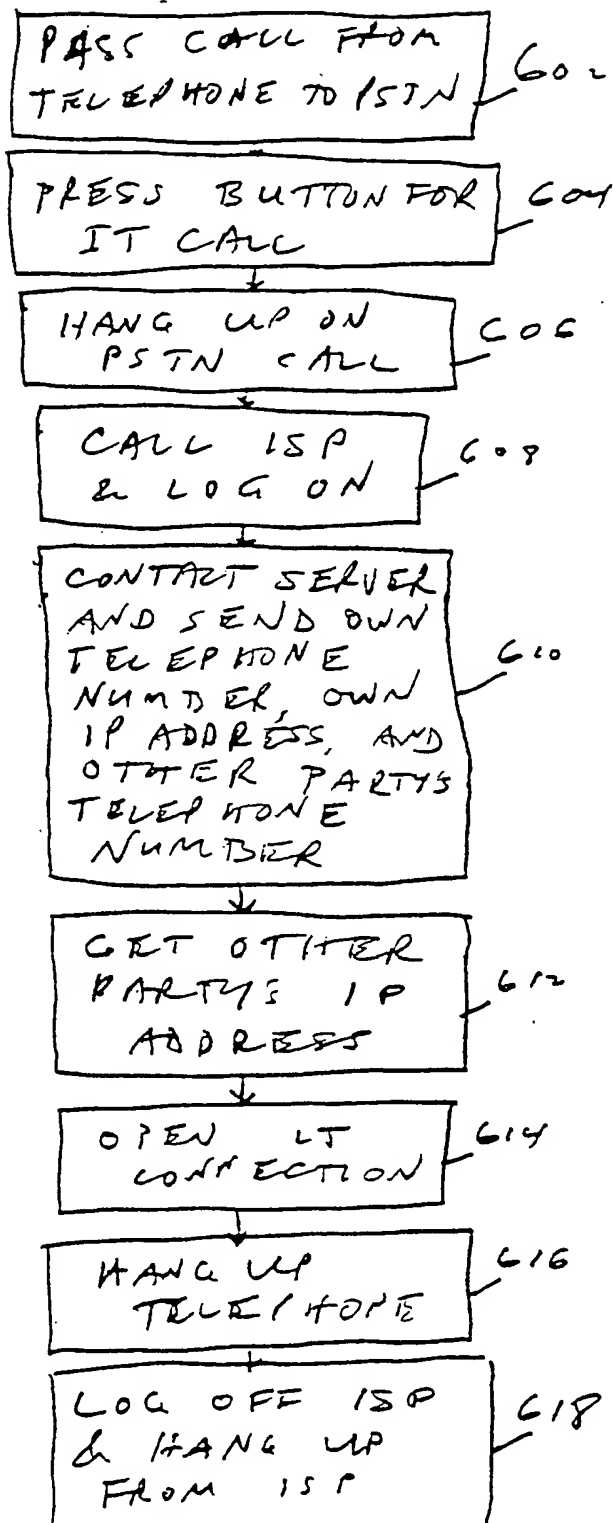 PASS CALL FROM
TELEPHONE TO PSTN
602
PRESS BUTTON FOR
IT CALL
604
HANG UP ON
PSTN CALL
606
CALL ISP
& LOG ON
608
CONTACT SERVER
AND SEND OWN
TELEPHONE
NUMBER, OWN
IP ADDRESS, AND
OTHER PARTY'S
TELEPHONE
NUMBER
610
GET OTHER
PARTY'S IP
ADDRESS
612
OPEN IT
CONNECTION
614
HANG UP
TELEPHONE
616
LOG OFF ISP
& HANG UP
FROM ISP
618